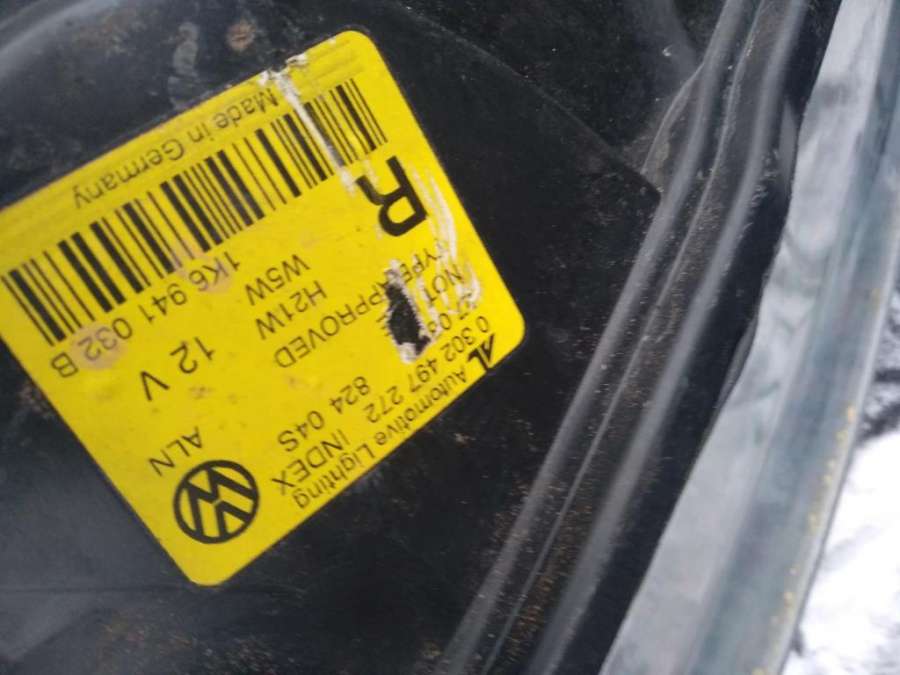 AL Automotive Lighting
0 302 497 272 INDEX
824 04S
NOT
TYPE APPROVED
H21W
W5W
12 V
ALN
R
1K6 941 032 B
Made in Germany